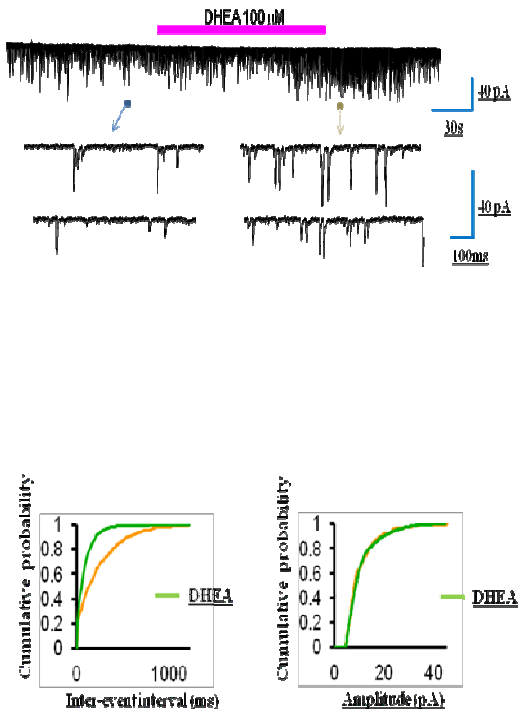 DHEA 100 uM
40 pA
30s
40 pA
100ms
Cumulative probability
1
0.8
0.6
0.4
0.2
0
0 1000
Inter-event interval (ms)
DHEA
Cumulative probability
1
0.8
0.6
0.4
0.2
0
0 20 40
Amplitude (pA)
DHEA